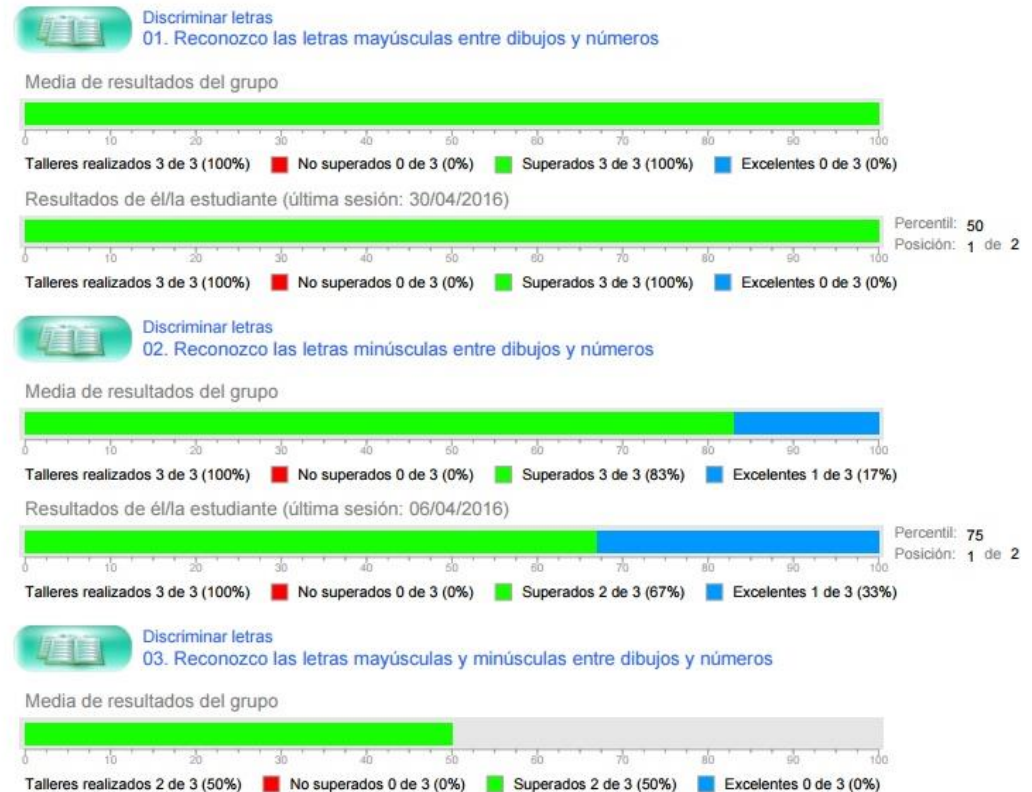 Discriminar letras
01. Reconozco las letras mayúsculas entre dibujos y números
Media de resultados del grupo
0 10 20 30 40 50 60 70 80 90 100
Talleres realizados 3 de 3 (100%) No superados 0 de 3 (0%) Superados 3 de 3 (100%) Excelentes 0 de 3 (0%)
Resultados de él/la estudiante (última sesión: 30/04/2016)
Percentil: 50
Posición: 1 de 2
0 10 20 30 40 50 60 70 80 90 100
Talleres realizados 3 de 3 (100%) No superados 0 de 3 (0%) Superados 3 de 3 (100%) Excelentes 0 de 3 (0%)
Discriminar letras
02. Reconozco las letras minúsculas entre dibujos y números
Media de resultados del grupo
0 10 20 30 40 50 60 70 80 90 100
Talleres realizados 3 de 3 (100%) No superados 0 de 3 (0%) Superados 3 de 3 (83%) Excelentes 1 de 3 (17%)
Resultados de él/la estudiante (última sesión: 06/04/2016)
Percentil: 75
Posición: 1 de 2
0 10 20 30 40 50 60 70 80 90 100
Talleres realizados 3 de 3 (100%) No superados 0 de 3 (0%) Superados 2 de 3 (67%) Excelentes 1 de 3 (33%)
Discriminar letras
03. Reconozco las letras mayúsculas y minúsculas entre dibujos y números
Media de resultados del grupo
0 10 20 30 40 50 60 70 80 90 100
Talleres realizados 2 de 3 (50%) No superados 0 de 3 (0%) Superados 2 de 3 (50%) Excelentes 0 de 3 (0%)